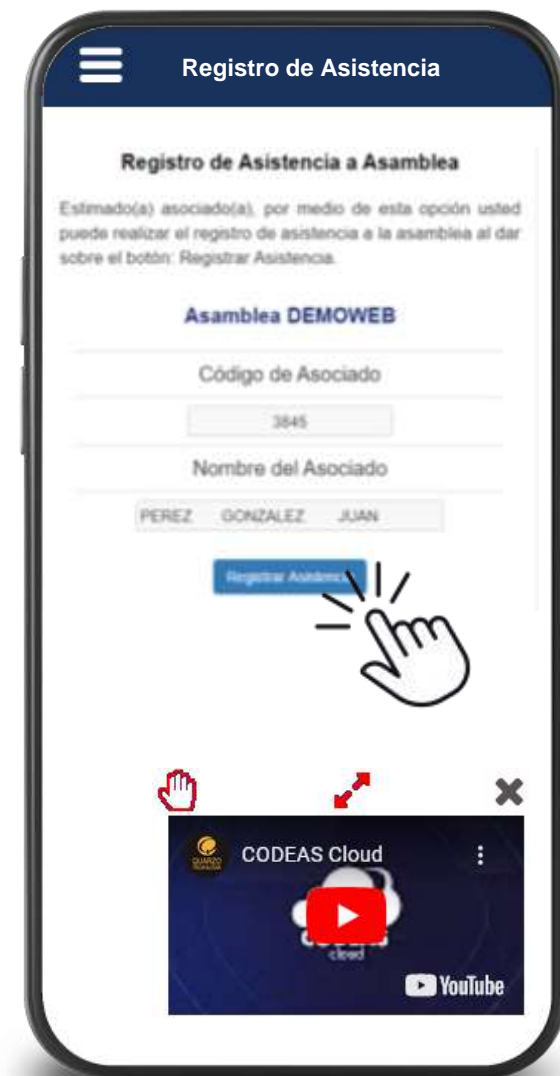 Registro de Asistencia
Registro de Asistencia a Asamblea
Estimado(a) asociado(a), por medio de esta opción usted
puede realizar el registro de asistencia a la asamblea al dar
sobre el botón: Registrar Asistencia.
Asamblea DEMOWEB
Código de Asociado
3845
Nombre del Asociado
PEREZ GONZALEZ JUAN
Registrar
CODEAS Cloud
cloud
YouTube